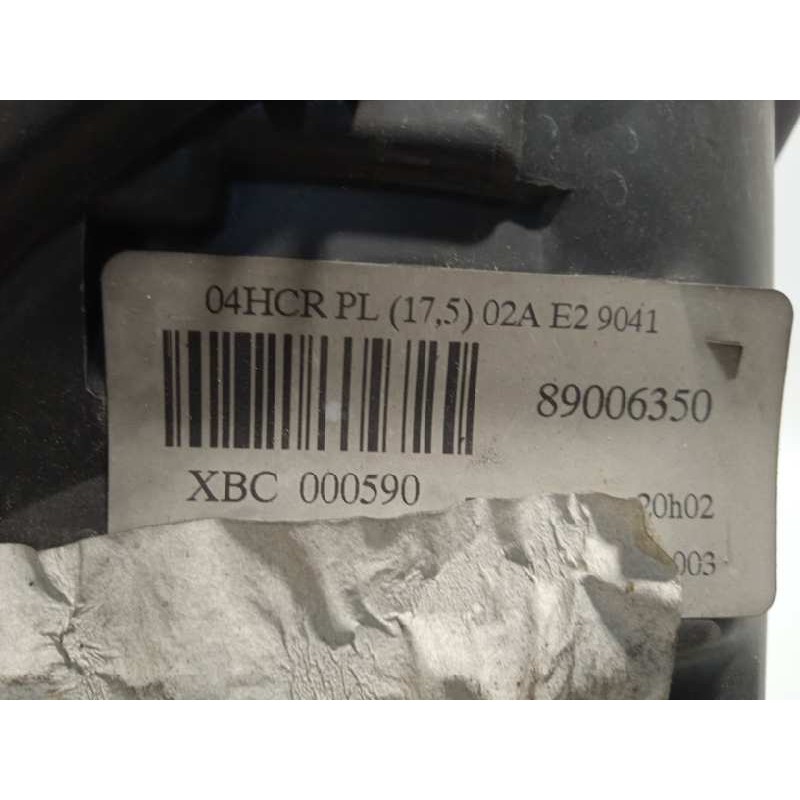 04HCR PL (17,5) 02A E2 9041
89006350
XBC 000590
20h02
003